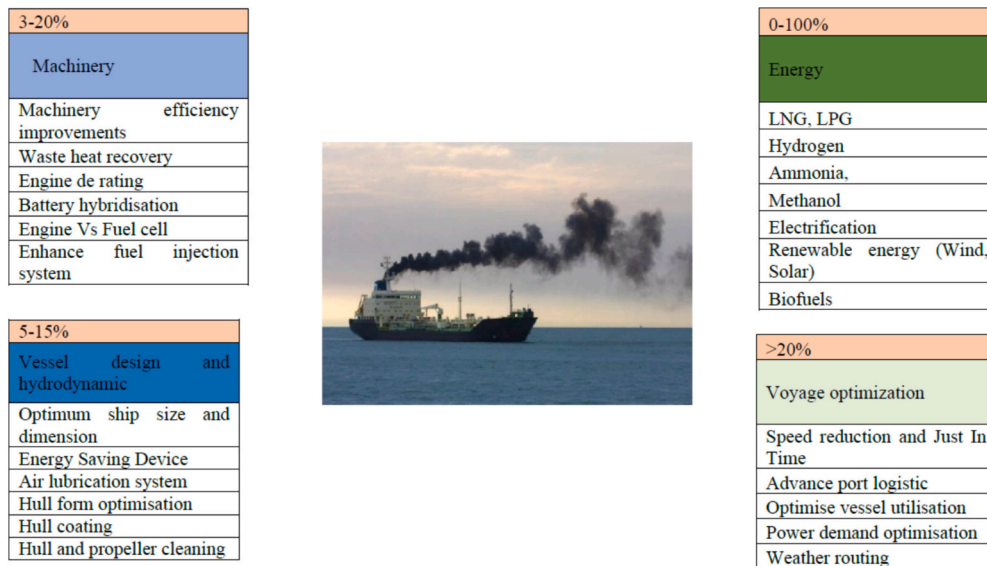 3-20%
Machinery
Machinery efficiency
improvements
Waste heat recovery
Engine de rating
Battery hybridisation
Engine Vs Fuel cell
Enhance fuel injection
system
5-15%
Vessel design and
hydrodynamic
Optimum ship size and
dimension
Energy Saving Device
Air lubrication system
Hull form optimisation
Hull coating
Hull and propeller cleaning
0-100%
Energy
LNG, LPG
Hydrogen
Ammonia,
Methanol
Electrification
Renewable energy (Wind,
Solar)
Biofuels
>20%
Voyage optimization
Speed reduction and Just In
Time
Advance port logistic
Optimise vessel utilisation
Power demand optimisation
Weather routing